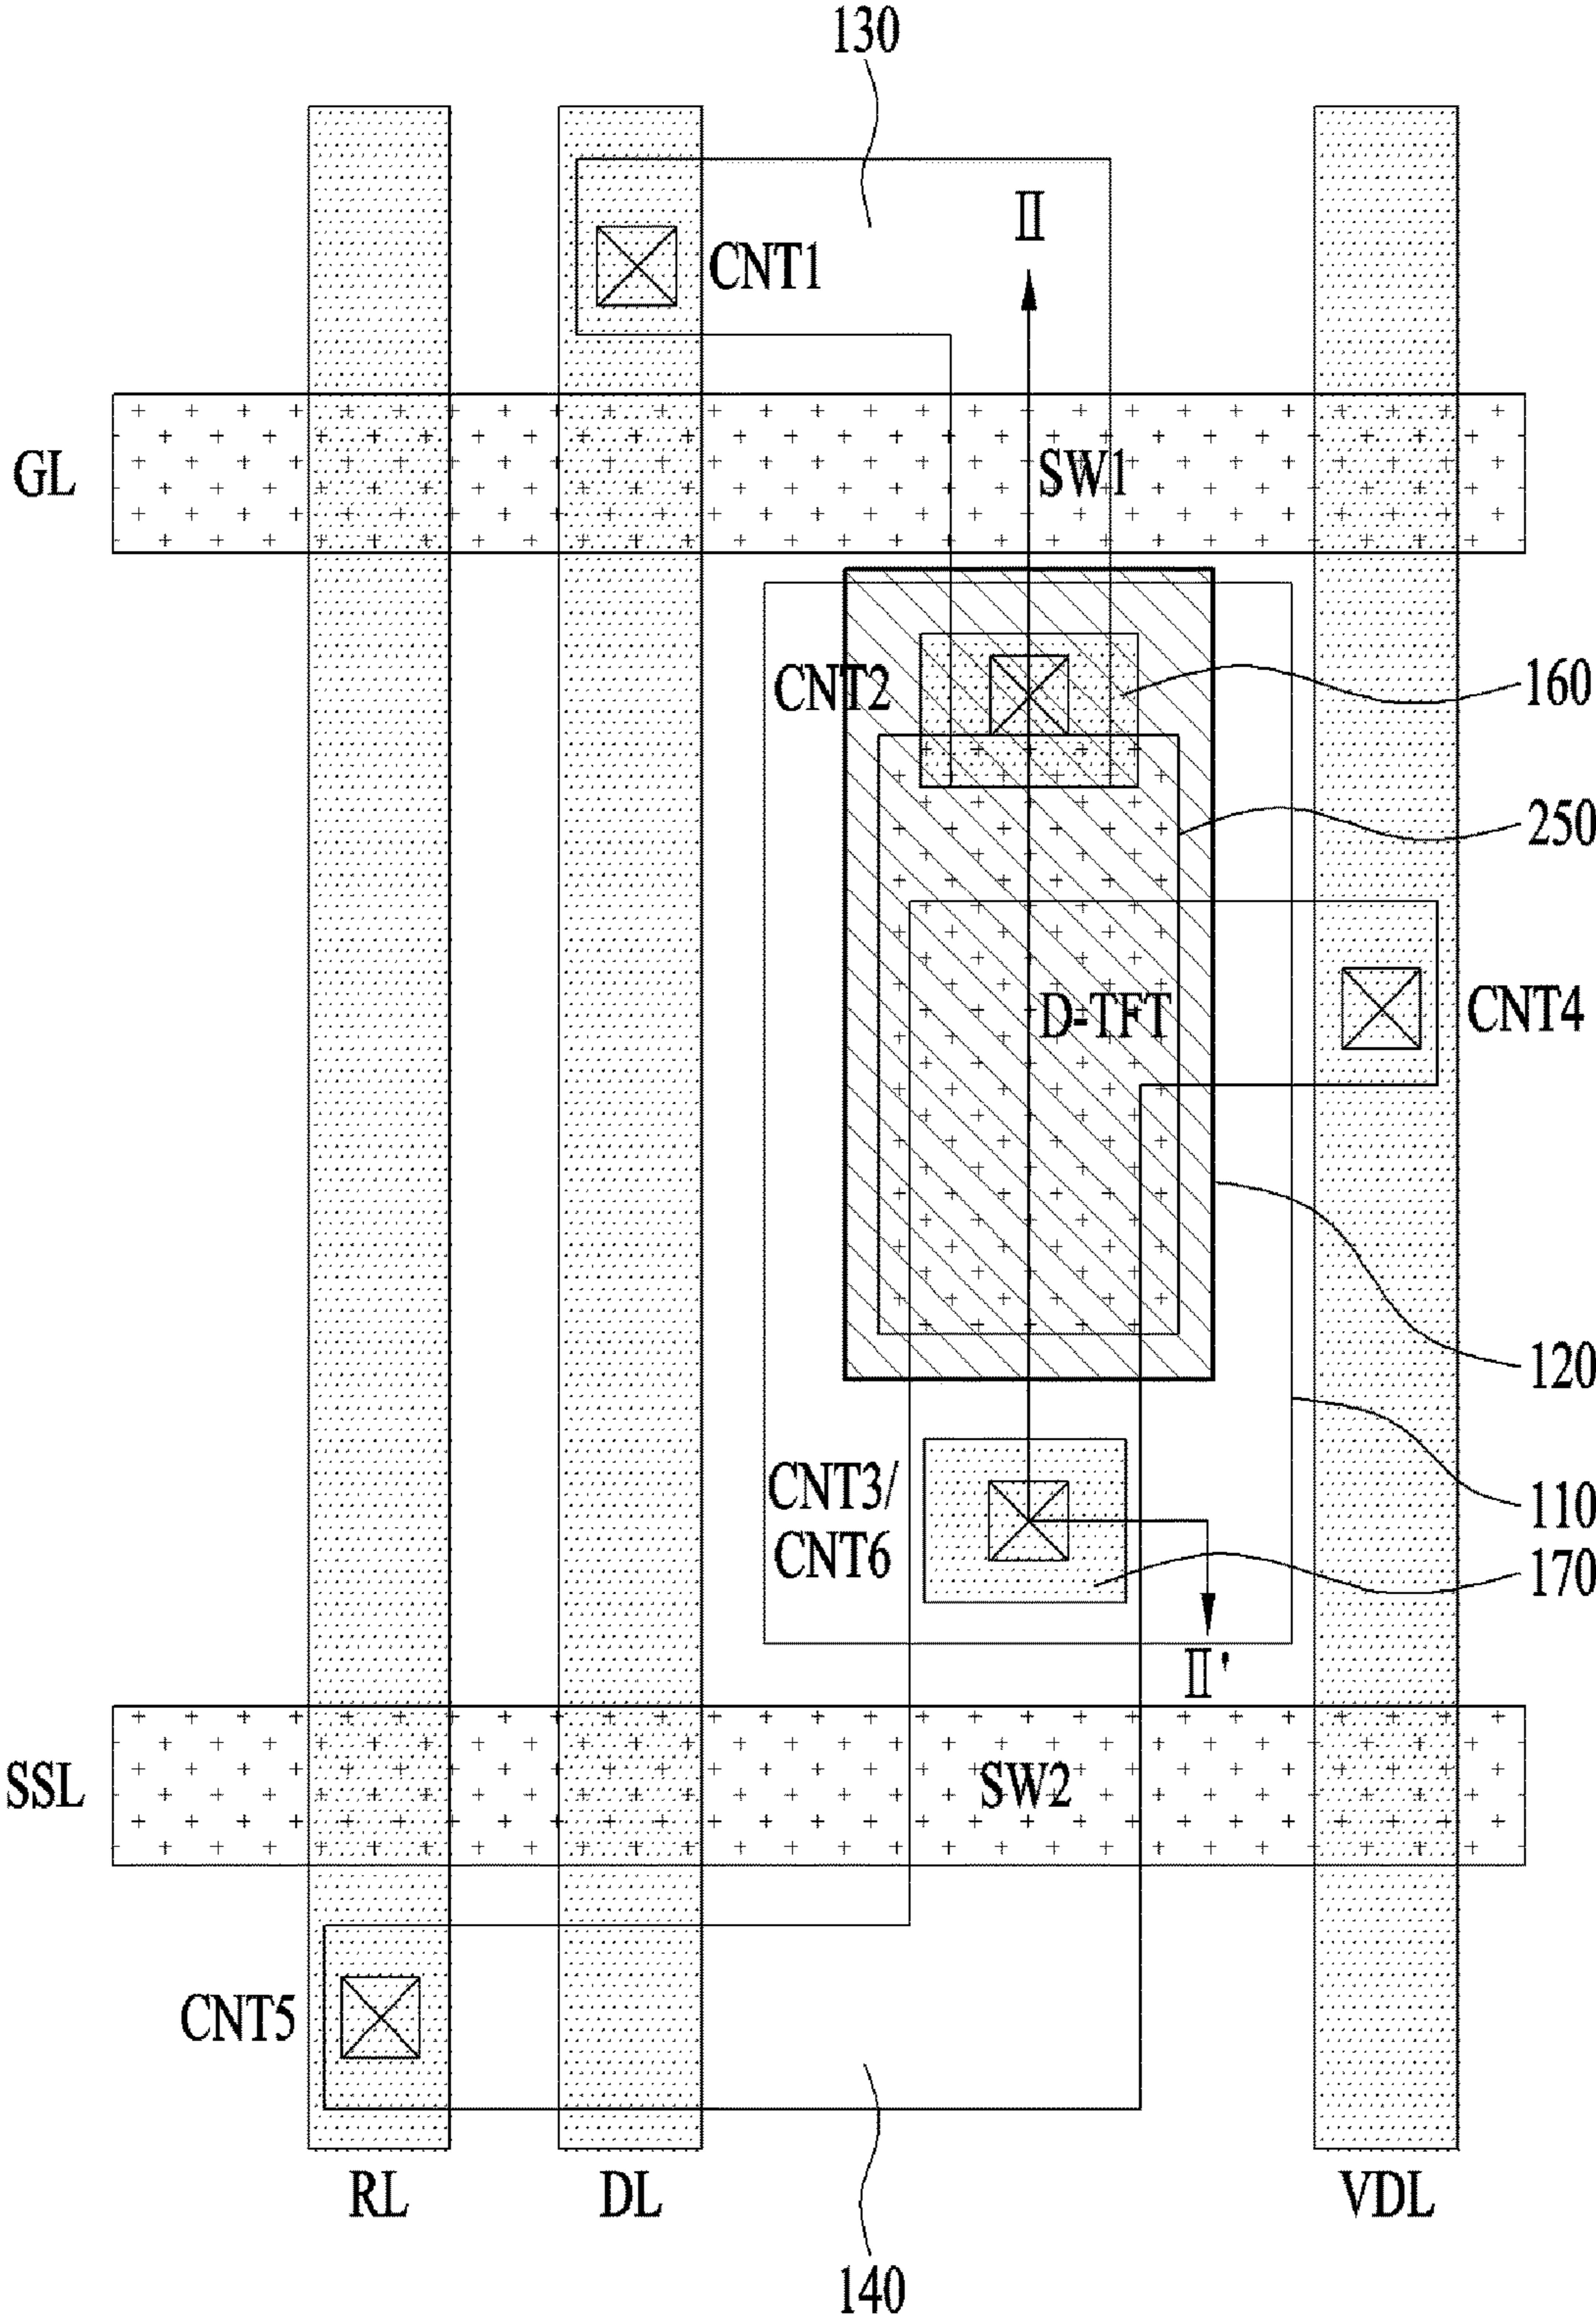 130
II
CNT1
GL
SW1
CNT2
160
250
D-TFT
CNT4
120
CNT3/
CNT6
110
170
II'
SSL
SW2
CNT5
RL
DL
VDL
140